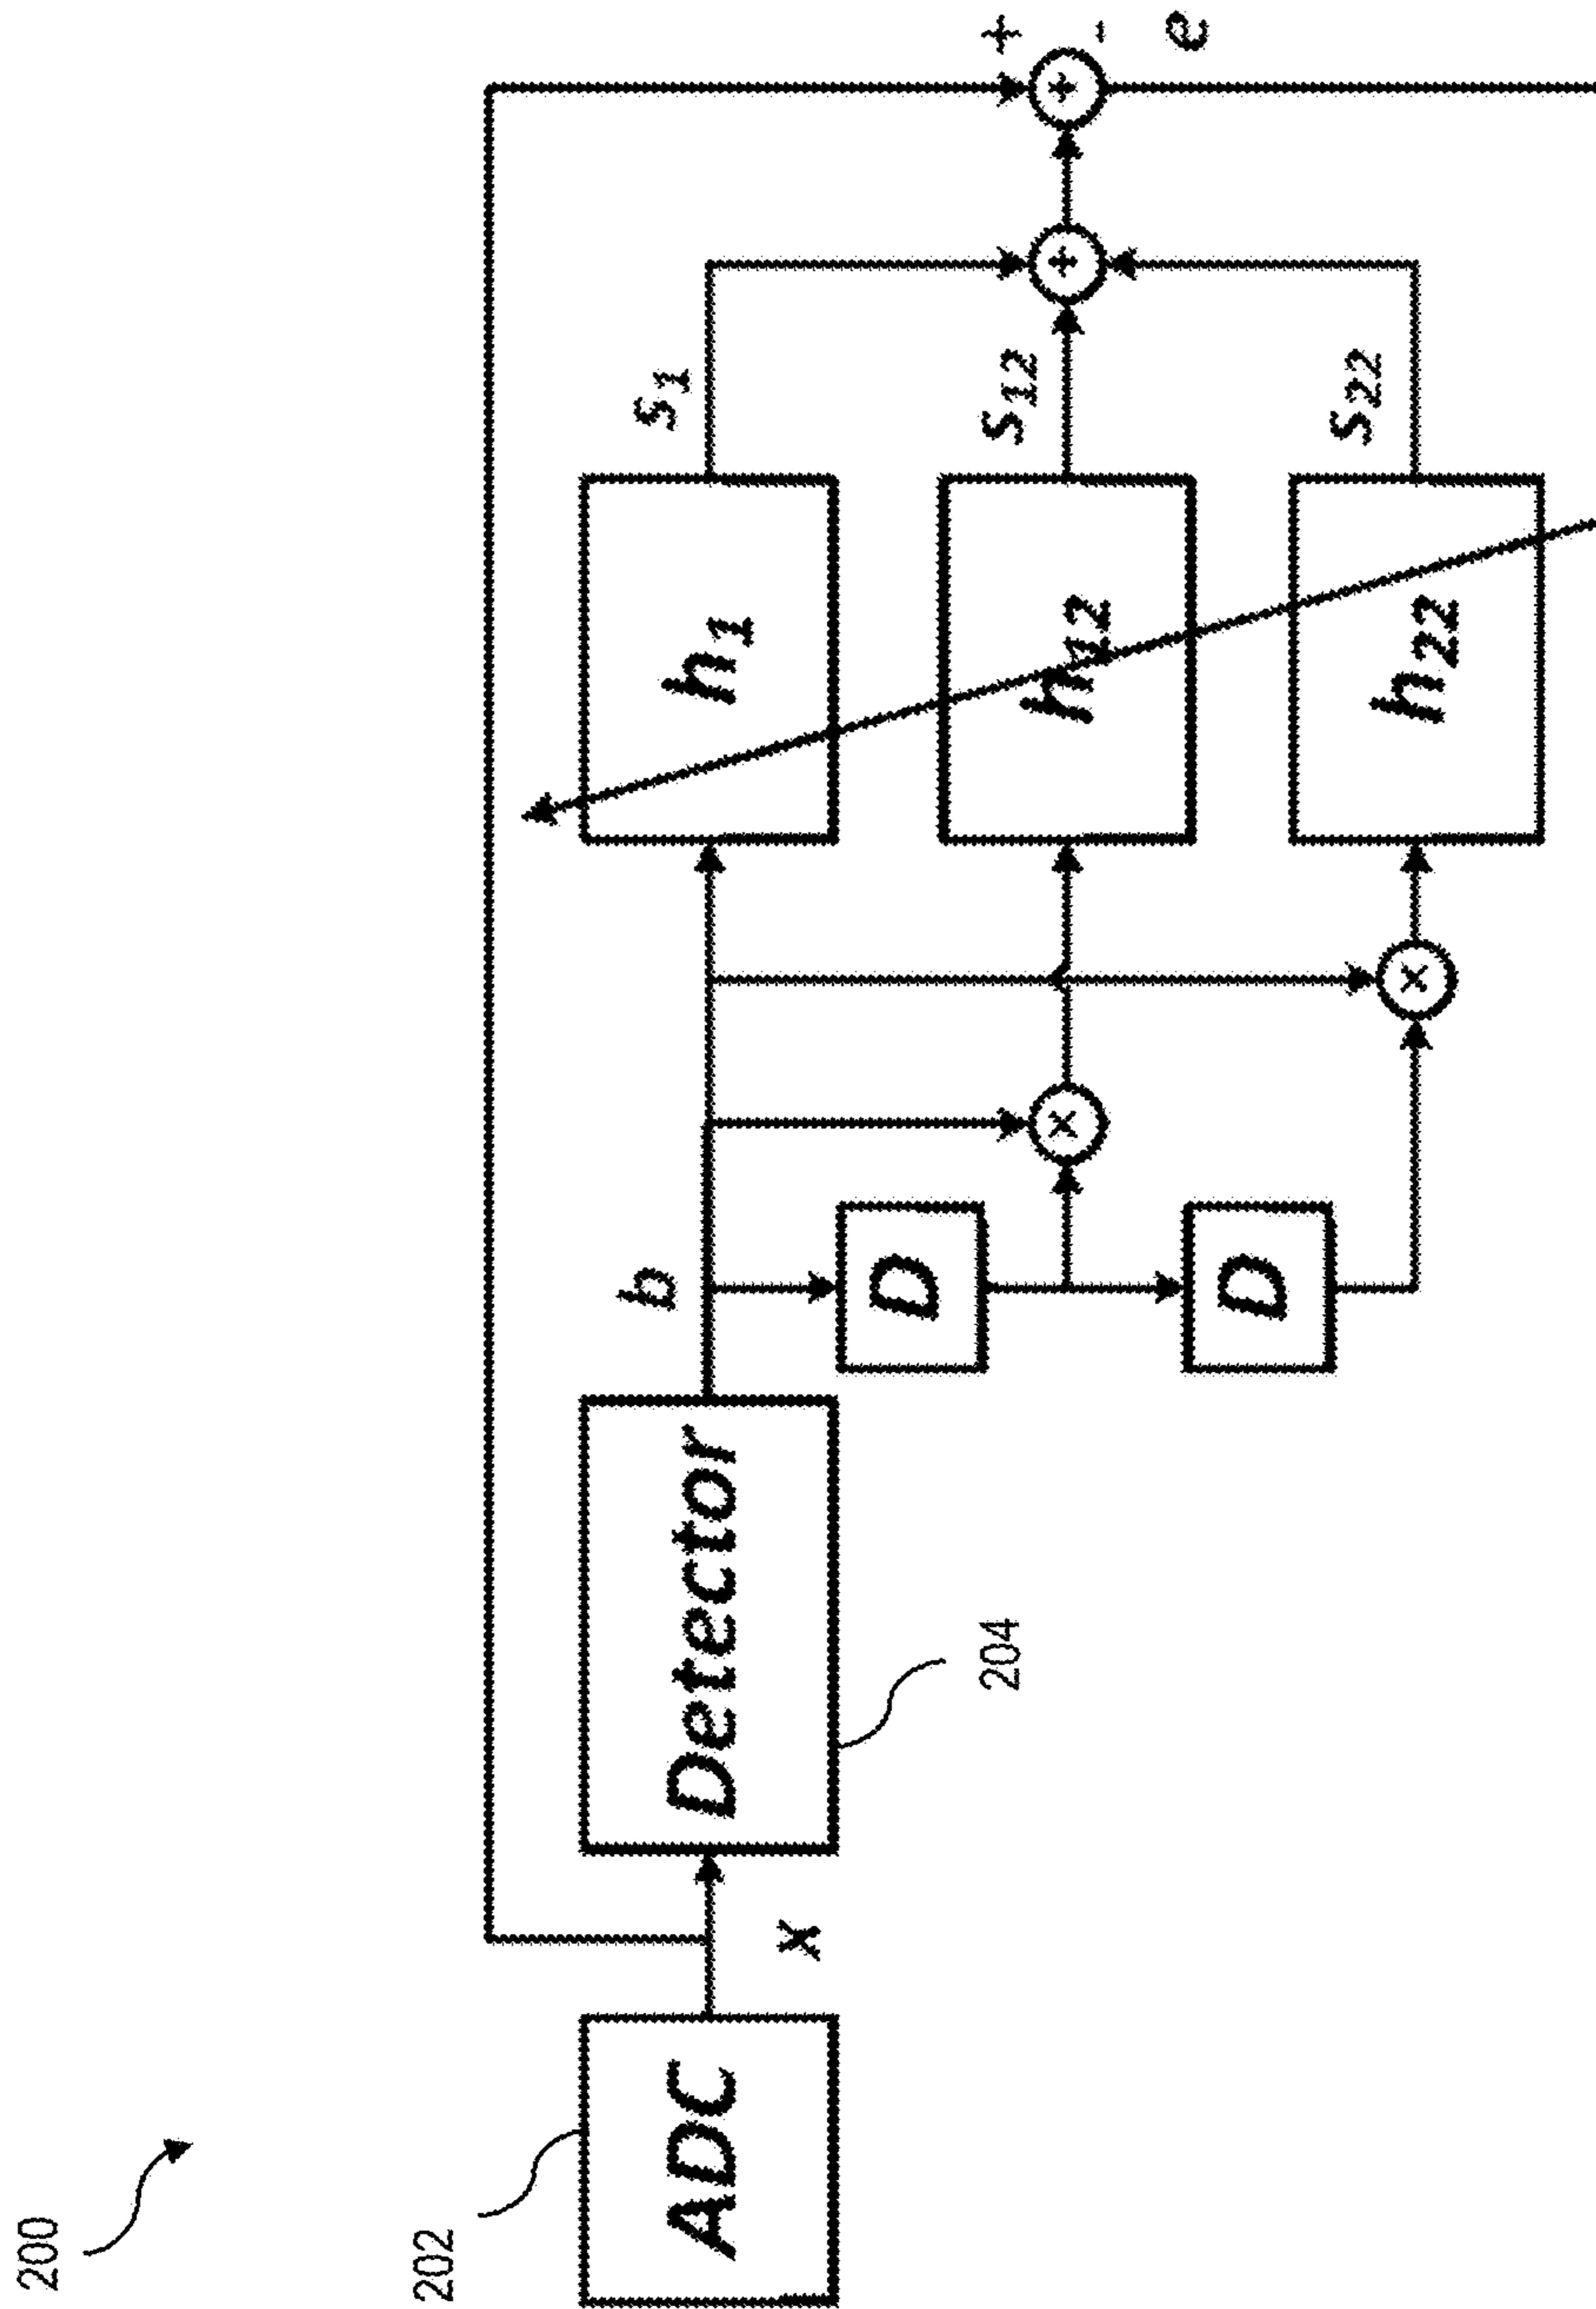 200
202
ADC
x
Detector
204
b
D
D
×
×
h1
h12
h22
s1
s12
s22
+
+
+
-
e